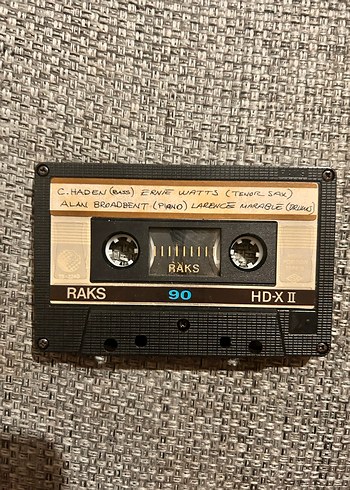 C. HADEN (BASS) ERNIE WATTS (TENOR SAX)
ALAN BROADBENT (PIANO) LARENCE MARABLE (DRUMS)
RAKS
RAKS 90 HD-X II